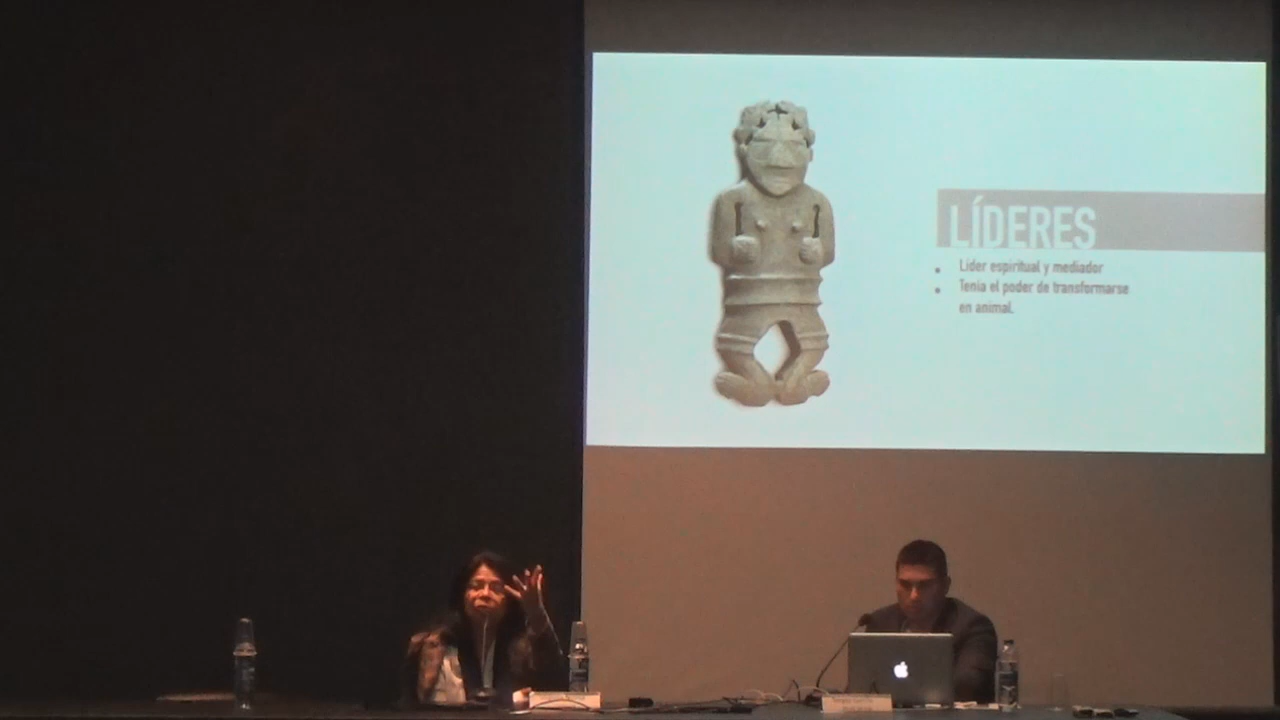 LÍDERES
• Líder espiritual y mediador
• Tenía el poder de transformarse
en animal.